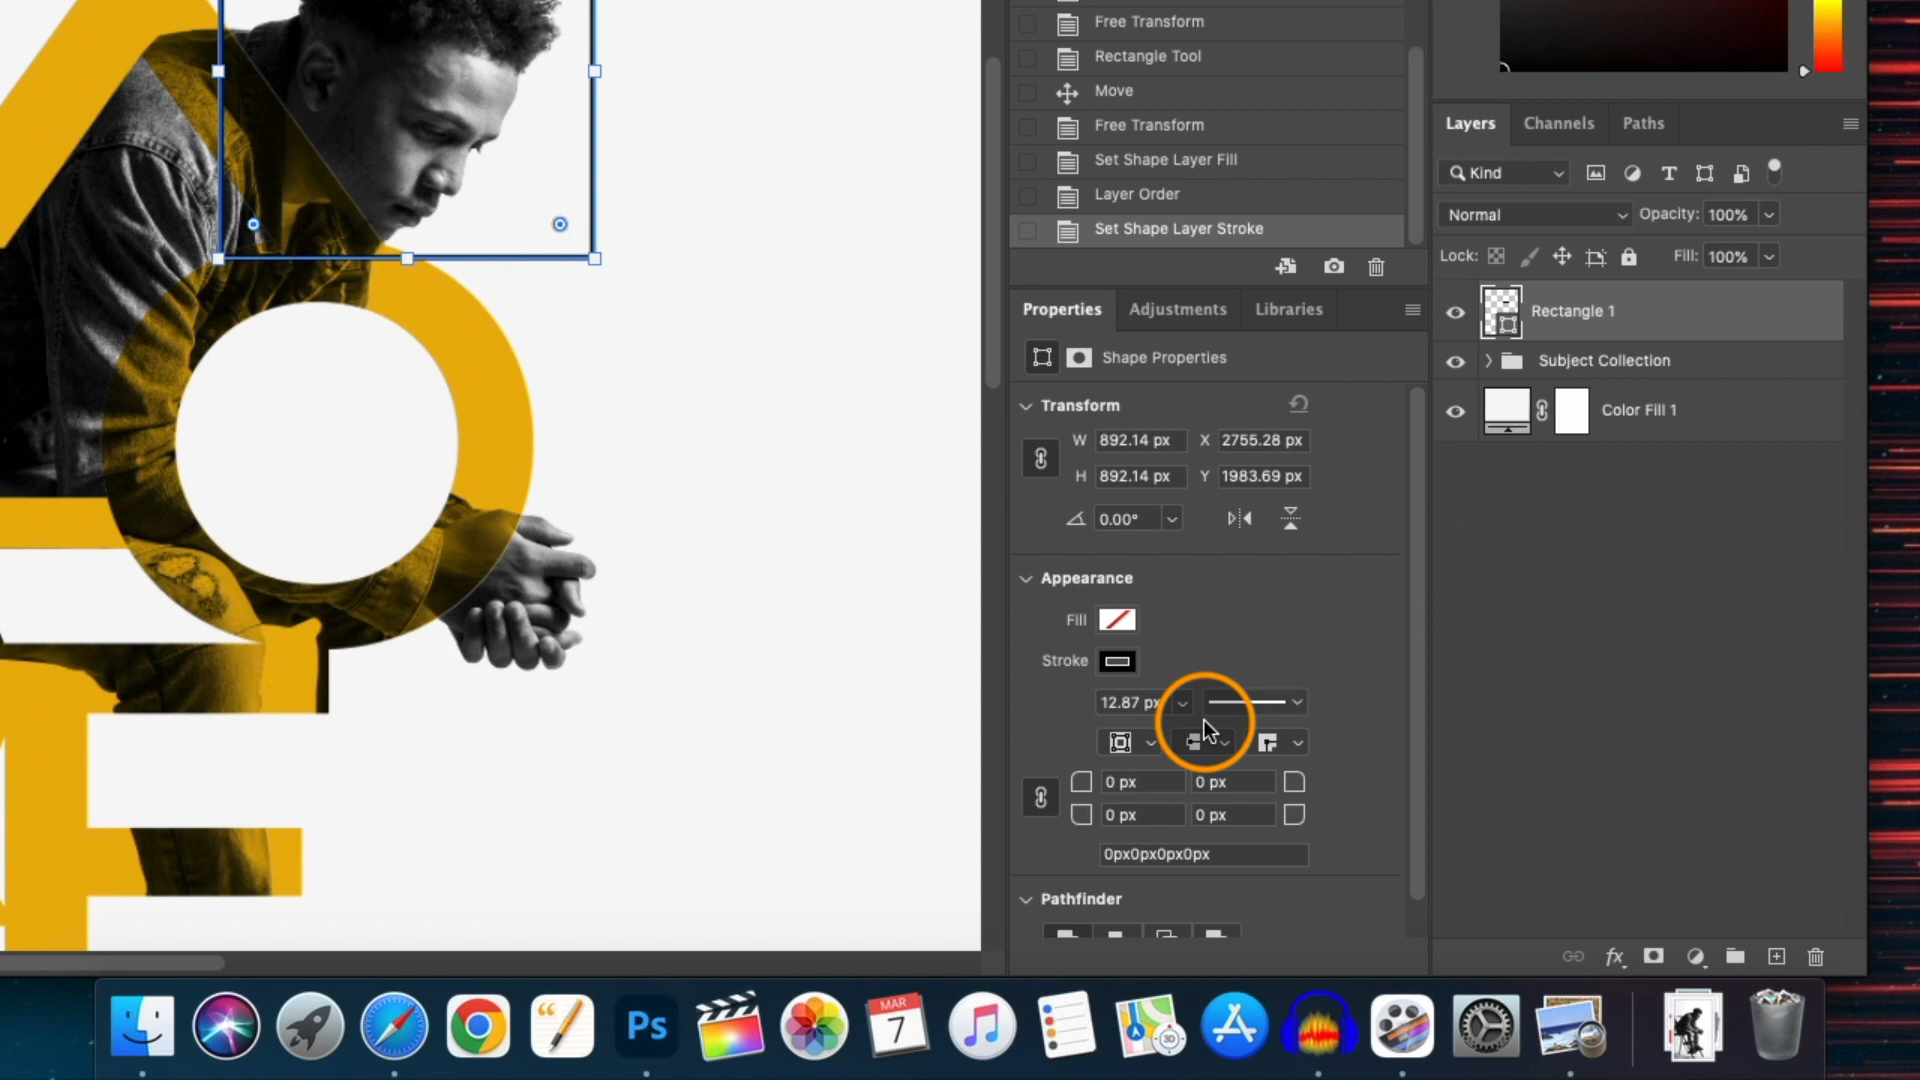 Free Transform
Rectangle Tool
Move
Free Transform
Set Shape Layer Fill
Layer Order
Set Shape Layer Stroke
Properties Adjustments Libraries
Shape Properties
Transform
W 892.14 px X 2755.28 px
H 892.14 px Y 1983.69 px
0.00°
Appearance
Fill
Stroke
12.87 px
0 px 0 px
0 px 0 px
0px0px0px0px
Pathfinder
Layers Channels Paths
Kind
Normal Opacity: 100%
Lock: Fill: 100%
Rectangle 1
Subject Collection
Color Fill 1
fx
Ps
MAR
7
3D